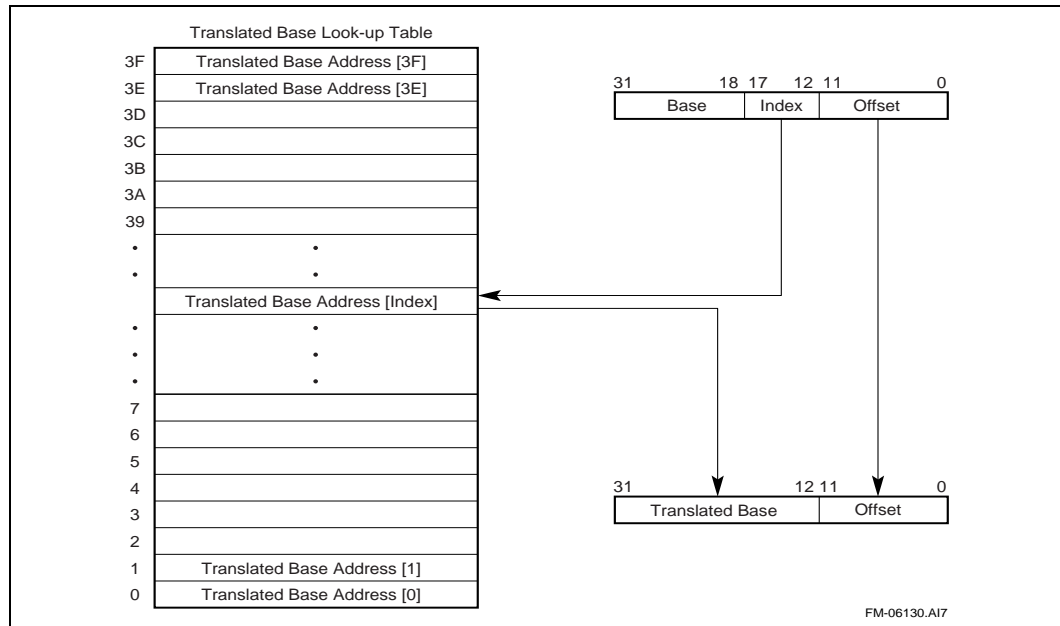 Translated Base Look-up Table
3F Translated Base Address [3F]
3E Translated Base Address [3E]
3D
3C
3B
3A
39
Translated Base Address [Index]
7
6
5
4
3
2
1 Translated Base Address [1]
0 Translated Base Address [0]
31 18 17 12 11 0
Base Index Offset
31 12 11 0
Translated Base Offset
FM-06130.AI7